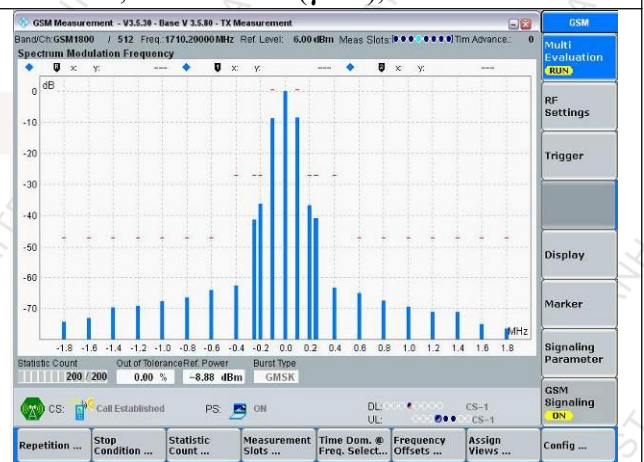 GSM Measurement - V3.5.30 - Base V 3.5.80 - TX Measurement
GSM
Band/Ch:GSM1800 / 512 Freq.:1710.20000 MHz Ref. Level: 6.00 dBm Meas Slots: Tim.Advance.: 0
Spectrum Modulation Frequency
x: y: --- x: y: --- x: y: ---
dB
0
-10
-20
-30
-40
-50
-60
-70
MHz
-1.8 -1.6 -1.4 -1.2 -1.0 -0.8 -0.6 -0.4 -0.2 0.0 0.2 0.4 0.6 0.8 1.0 1.2 1.4 1.6 1.8
Statistic Count Out of Tolerance Ref. Power Burst Type
200 / 200 0.00 % -8.88 dBm GMSK
CS: Call Established PS: ON DL: CS-1
UL: CS-1
Multi
Evaluation
RUN
RF
Settings
Trigger
Display
Marker
Signaling
Parameter
GSM
Signaling
ON
Repetition ...
Stop
Condition ...
Statistic
Count ...
Measurement
Slots ...
Time Dom. @
Freq. Select...
Frequency
Offsets ...
Assign
Views ...
Config ...